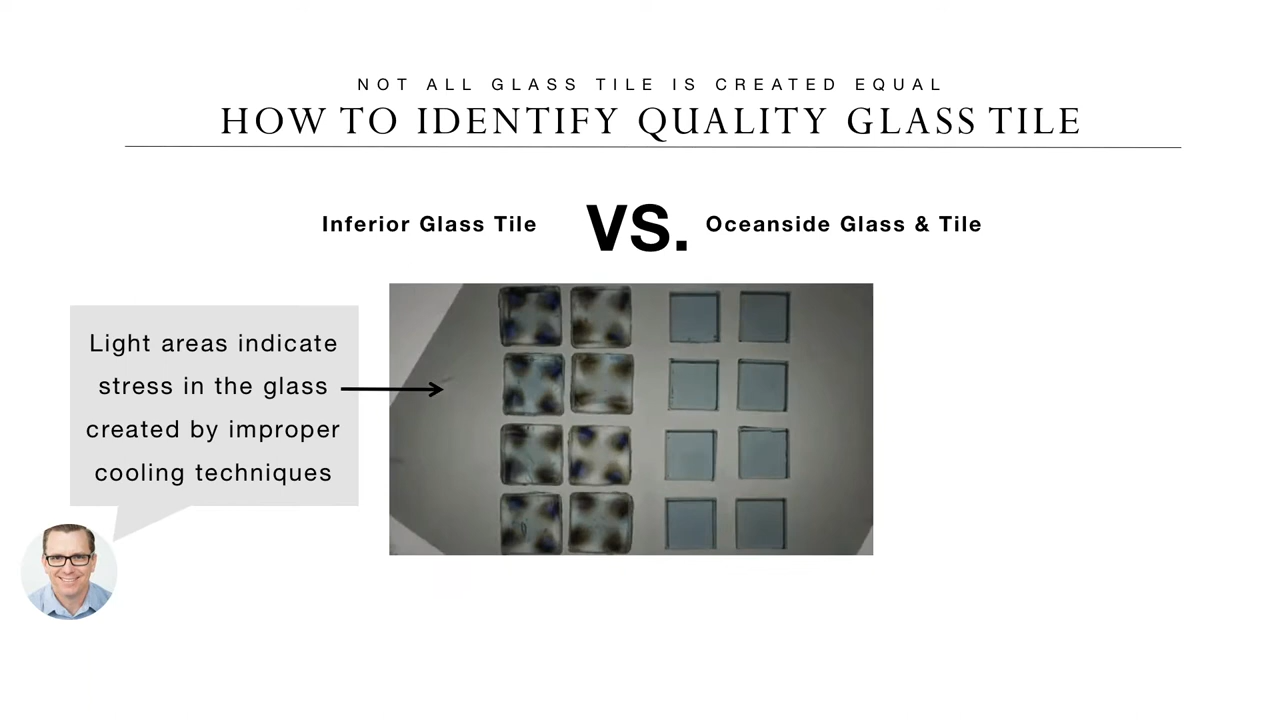 NOT ALL GLASS TILE IS CREATED EQUAL
HOW TO IDENTIFY QUALITY GLASS TILE
Inferior Glass Tile VS. Oceanside Glass & Tile
Light areas indicate
stress in the glass
created by improper
cooling techniques